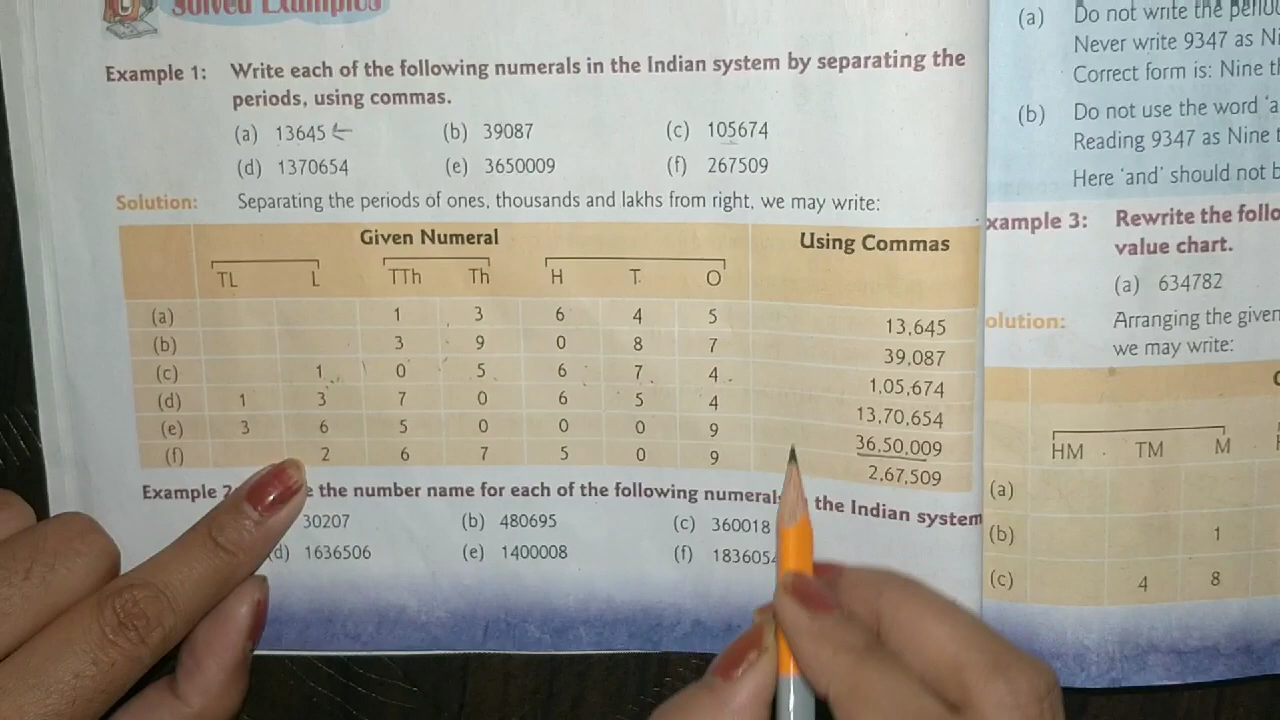 Solved Examples
Example 1: Write each of the following numerals in the Indian system by separating the
periods, using commas.
(a) 13645 (b) 39087 (c) 105674
(d) 1370654 (e) 3650009 (f) 267509
Solution: Separating the periods of ones, thousands and lakhs from right, we may write:
Given Numeral Using Commas
TL L TTh Th H T O
(a) 1 3 6 4 5 13,645
(b) 3 9 0 8 7 39,087
(c) 1 0 5 6 7 4 1,05,674
(d) 1 3 7 0 6 5 4 13,70,654
(e) 3 6 5 0 0 0 9 36,50,009
(f) 2 6 7 5 0 9 2,67,509
Example the number name for each of the following numerals the Indian system
30207 (b) 480695 (c) 360018
(d) 1636506 (e) 1400008 (f) 183605
(a) Do not write the
Never write 9347 as
Correct form is: Nine
(b) Do not use the word
Reading 9347 as Nine
Here 'and' should not
xample 3: Rewrite the
value chart.
(a) 634782
olution: Arranging the given
we may write:
HM TM M
(a)
(b) 1
(c) 4 8